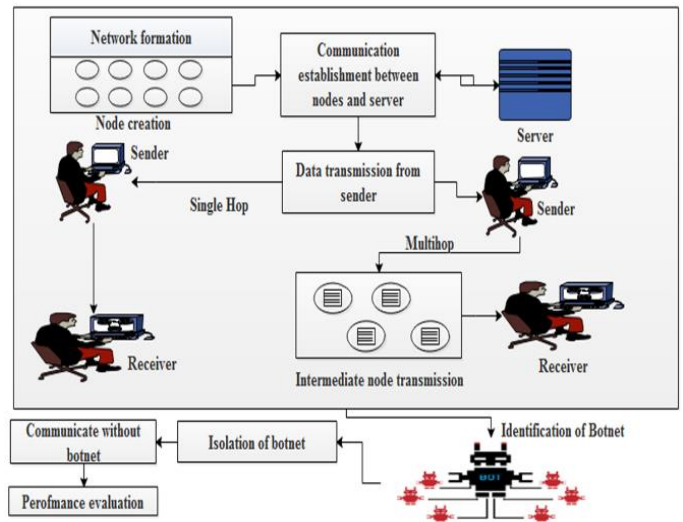 Network formation
Node creation
Communication
establishment between
nodes and server
Server
Sender
Data transmission from
sender
Single Hop
Sender
Multihop
Receiver
Intermediate node transmission
Receiver
Identification of Botnet
Communicate without
botnet
Isolation of botnet
BOT
Perofmance evaluation